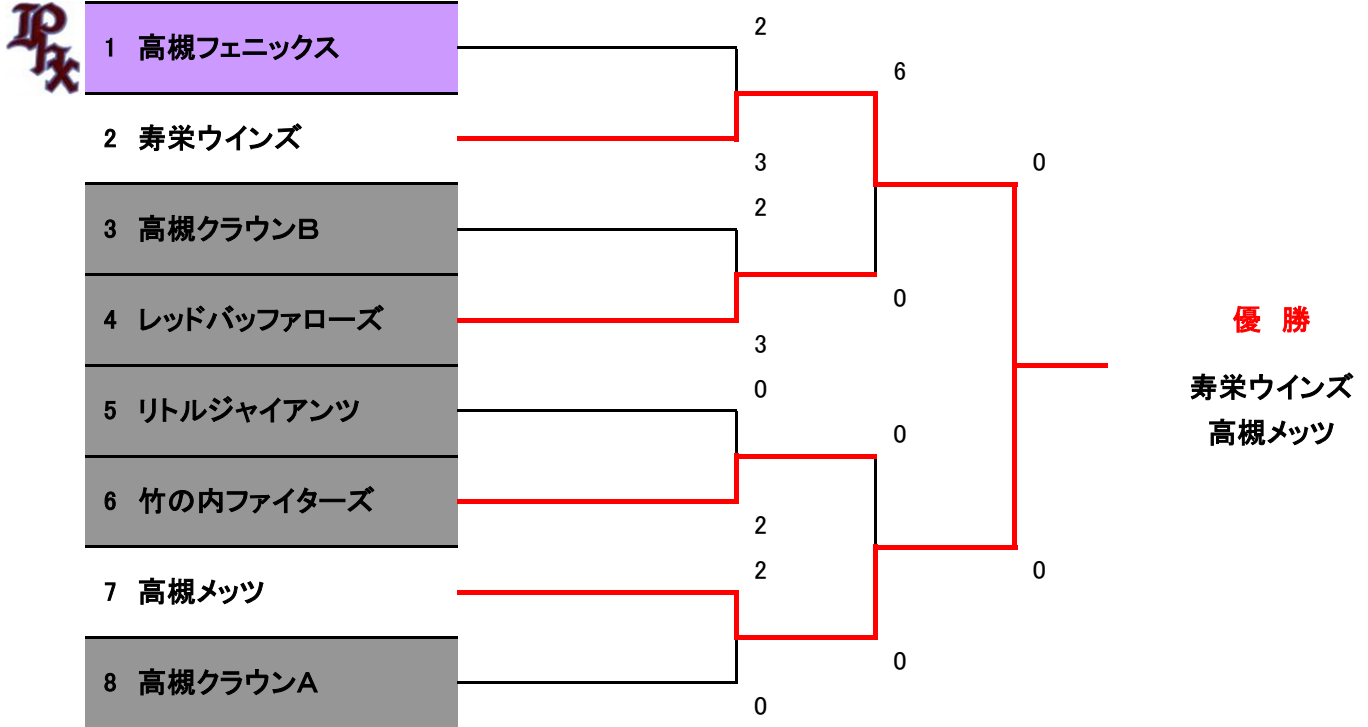 Phx
2
1 高槻フェニックス
6
2 寿栄ウインズ
3
0
2
3 高槻クラウンB
0
4 レッドバッファローズ
優 勝
3
0
寿栄ウインズ
5 リトルジャイアンツ
0
高槻メッツ
6 竹の内ファイターズ
2
2
0
7 高槻メッツ
0
8 高槻クラウンA
0